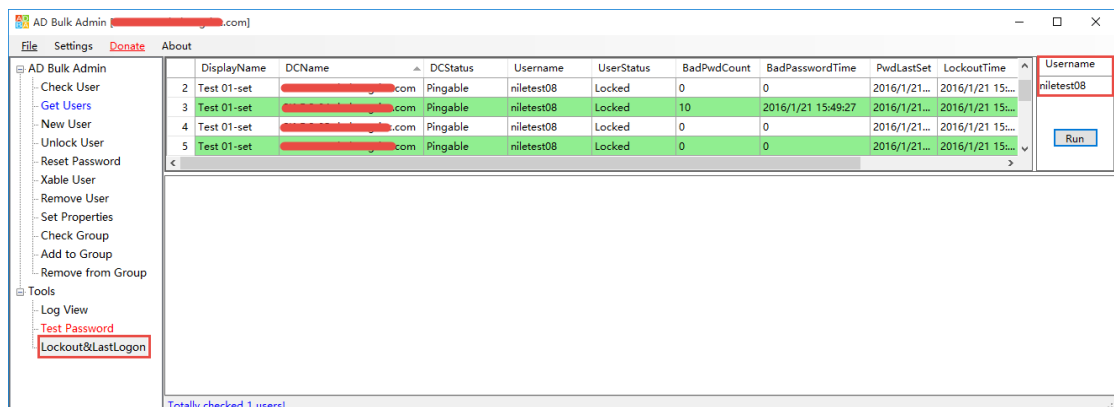 AD Bulk Admin [ .com]
File Settings Donate About
AD Bulk Admin
Check User
Get Users
New User
Unlock User
Reset Password
Xable User
Remove User
Set Properties
Check Group
Add to Group
Remove from Group
Tools
Log View
Test Password
Lockout&LastLogon
DisplayName DCName DCStatus Username UserStatus BadPwdCount BadPasswordTime PwdLastSet LockoutTime
2 Test 01-set .com Pingable niletest08 Locked 0 0 2016/1/21... 2016/1/21 15:...
3 Test 01-set .com Pingable niletest08 Locked 10 2016/1/21 15:49:27 2016/1/21... 2016/1/21 15:...
4 Test 01-set .com Pingable niletest08 Locked 0 0 2016/1/21... 2016/1/21 15:...
5 Test 01-set com Pingable niletest08 Locked 0 0 2016/1/21... 2016/1/21 15:...
Username
niletest08
Run
Totally checked 1 users!